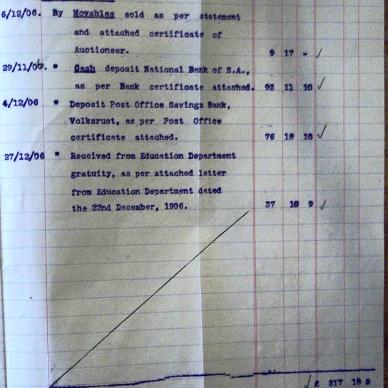 6/12/06. By Movables sold as per statement
and attached certificate of
Auctioneer. 9 17 -
29/11/06. " Cash deposit National Bank of S.A.,
as per Bank certificate attached. 93 11 10
4/12/06 " Deposit Post Office Savings Bank,
Volksrust, as per Post Office
certificate attached. 76 18
27/12/06 " Received from Education Department
gratuity, as per attached letter
from Education Department dated
the 22nd December, 1906. 37 10 9
£ 217 18